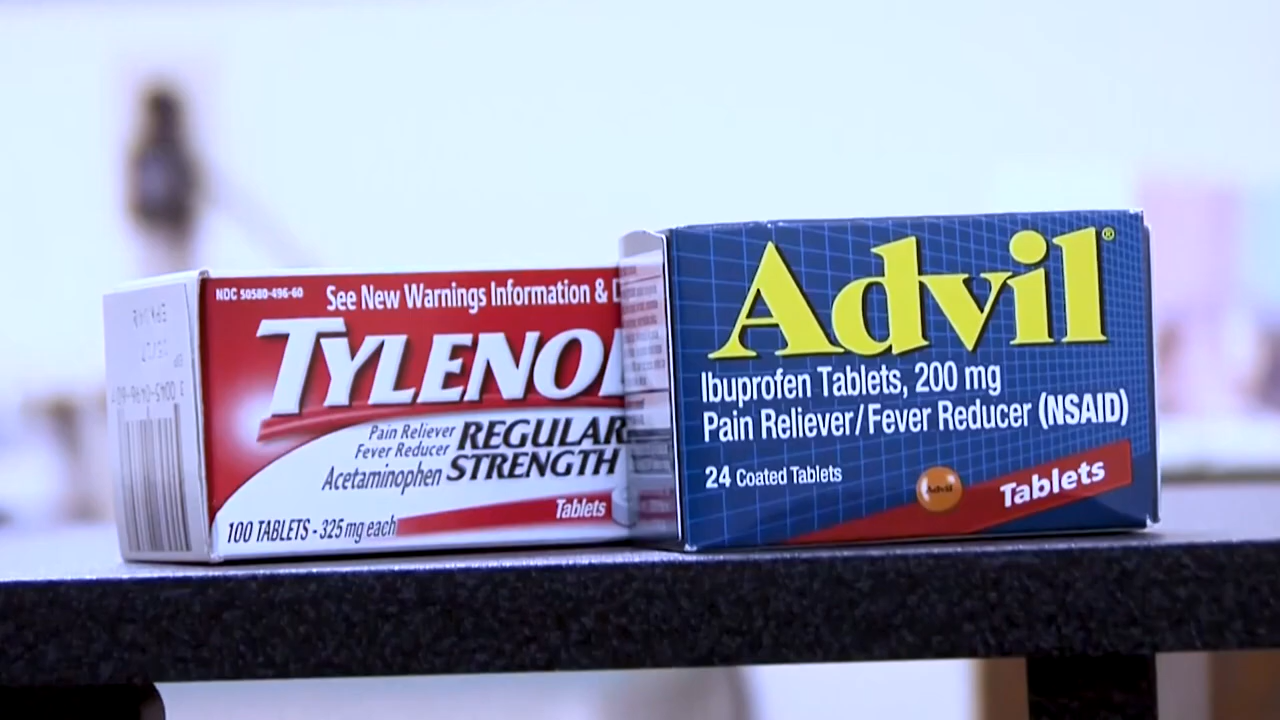 NDC 50580-496-60
See New Warnings Information &
TYLENOL
Pain Reliever
Fever Reducer
Acetaminophen
REGULAR
STRENGTH
Tablets
100 TABLETS - 325 mg each
Advil®
Ibuprofen Tablets, 200 mg
Pain Reliever/Fever Reducer (NSAID)
24 Coated Tablets
Advil
Tablets